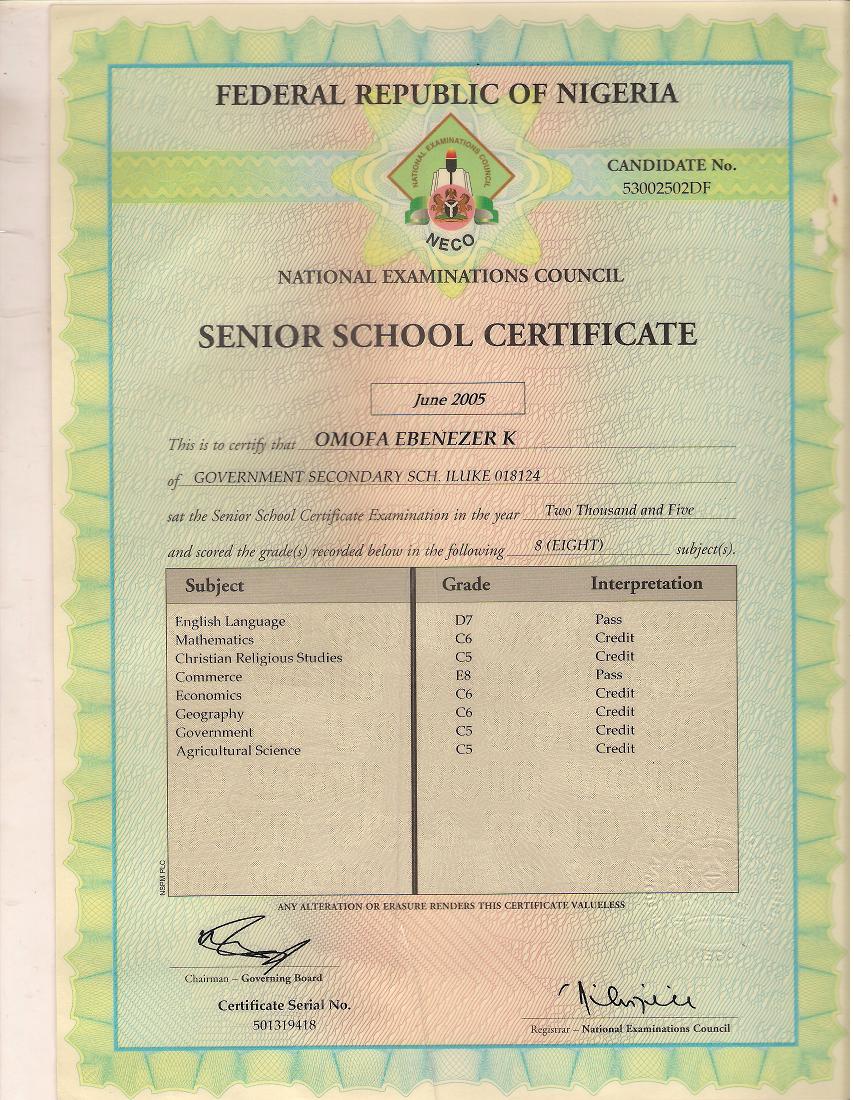 FEDERAL REPUBLIC OF NIGERIA
NATIONAL EXAMINATIONS COUNCIL
NECO
CANDIDATE No.
53002502DF
NATIONAL EXAMINATIONS COUNCIL
SENIOR SCHOOL CERTIFICATE
June 2005
This is to certify that OMOFA EBENEZER K
of GOVERNMENT SECONDARY SCH. ILUKE 018124
sat the Senior School Certificate Examination in the year Two Thousand and Five
and scored the grade(s) recorded below in the following 8 (EIGHT) subject(s).
Subject Grade Interpretation
English Language D7 Pass
Mathematics C6 Credit
Christian Religious Studies C5 Credit
Commerce E8 Pass
Economics C6 Credit
Geography C6 Credit
Government C5 Credit
Agricultural Science C5 Credit
NSPM PLC
ANY ALTERATION OR ERASURE RENDERS THIS CERTIFICATE VALUELESS
Chairman – Governing Board
Certificate Serial No.
501319418
Registrar – National Examinations Council